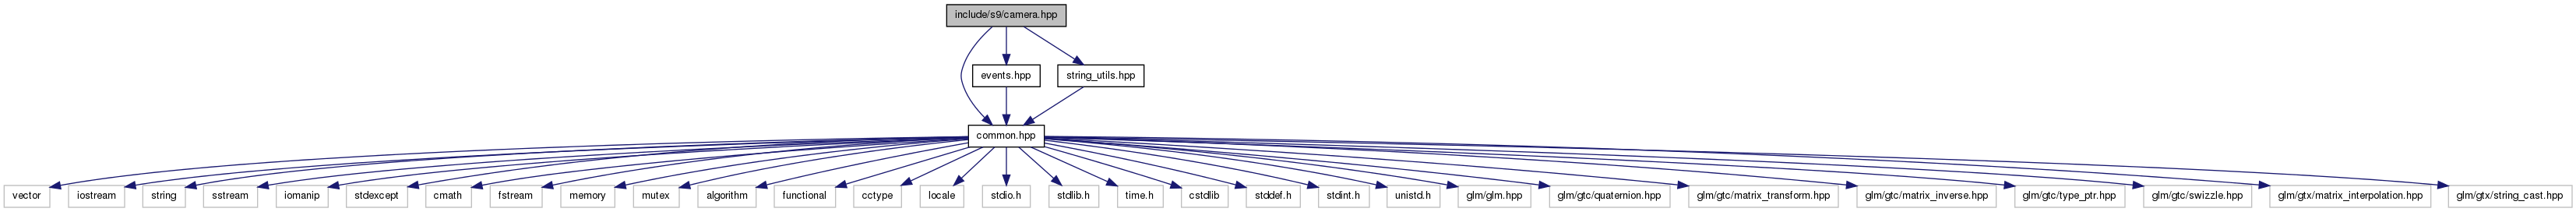 include/s9/camera.hpp
events.hpp
string_utils.hpp
common.hpp
vector
iostream
string
sstream
iomanip
stdexcept
cmath
fstream
memory
mutex
algorithm
functional
cctype
locale
stdio.h
stdlib.h
time.h
cstdlib
stddef.h
stdint.h
unistd.h
glm/glm.hpp
glm/gtc/quaternion.hpp
glm/gtc/matrix_transform.hpp
glm/gtc/matrix_inverse.hpp
glm/gtc/type_ptr.hpp
glm/gtc/swizzle.hpp
glm/gtx/matrix_interpolation.hpp
glm/gtx/string_cast.hpp